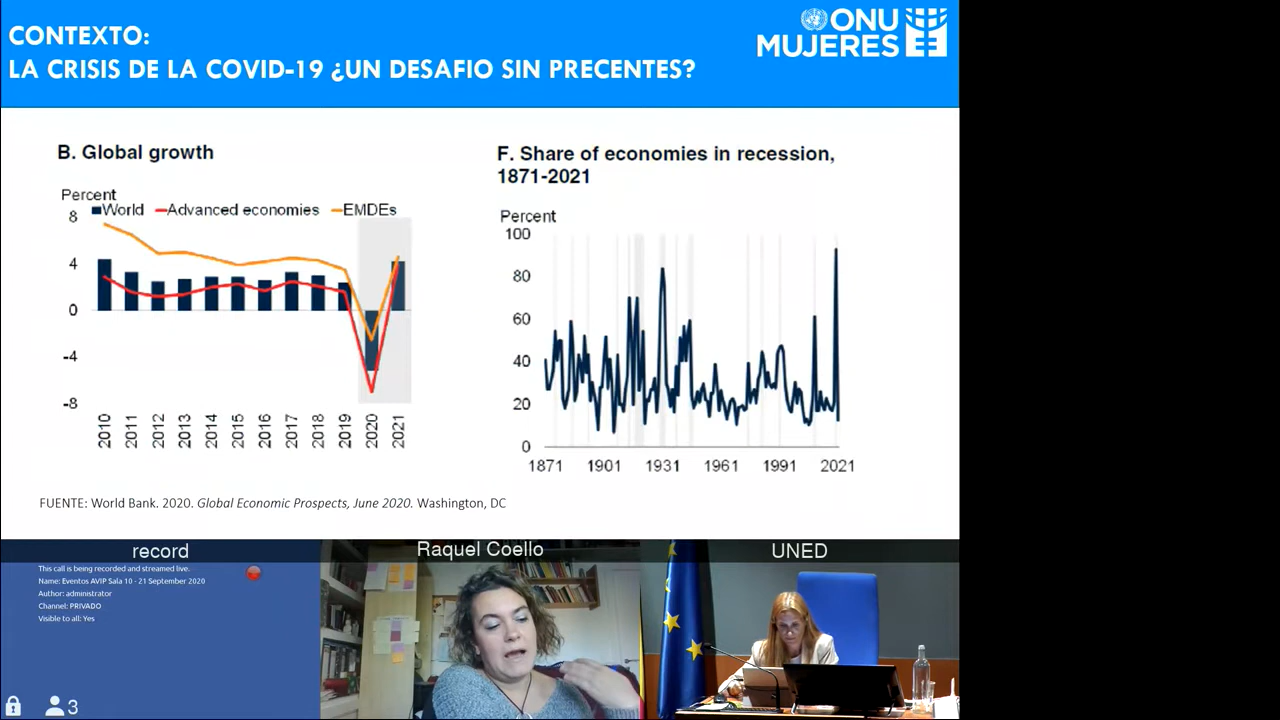 CONTEXTO:
LA CRISIS DE LA COVID-19 ¿UN DESAFIO SIN PRECENTES?
ONU
MUJERES
B. Global growth
Percent
World Advanced economies EMDEs
8
4
0
-4
-8
2010 2011 2012 2013 2014 2015 2016 2017 2018 2019 2020 2021
F. Share of economies in recession,
1871-2021
Percent
100
80
60
40
20
0
1871 1901 1931 1961 1991 2021
FUENTE: World Bank. 2020. Global Economic Prospects, June 2020. Washington, DC
record
This call is being recorded and streamed live.
Name: Eventos AVIP Sala 10 - 21 September 2020
Author: administrator
Channel: PRIVADO
Visible to all: Yes
3
Raquel Coello
UNED